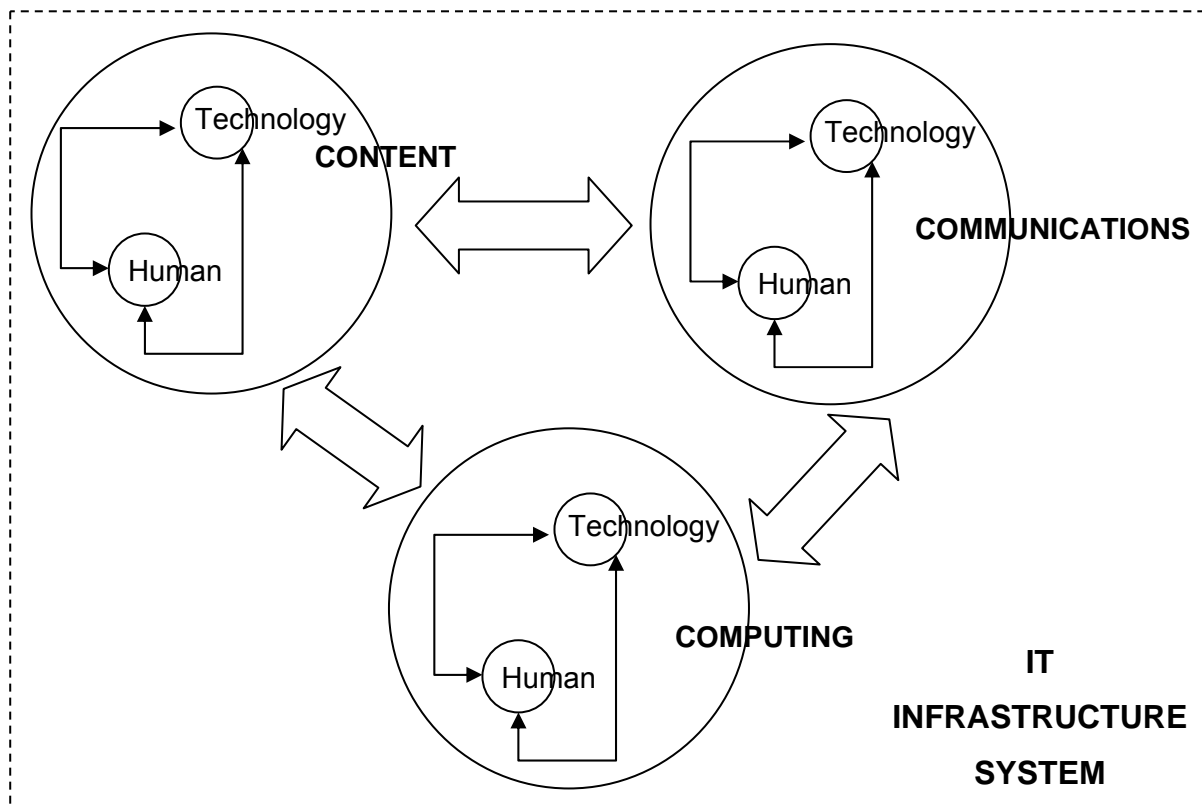 Technology
CONTENT
Human
Technology
COMMUNICATIONS
Human
Technology
COMPUTING
Human
IT
INFRASTRUCTURE
SYSTEM